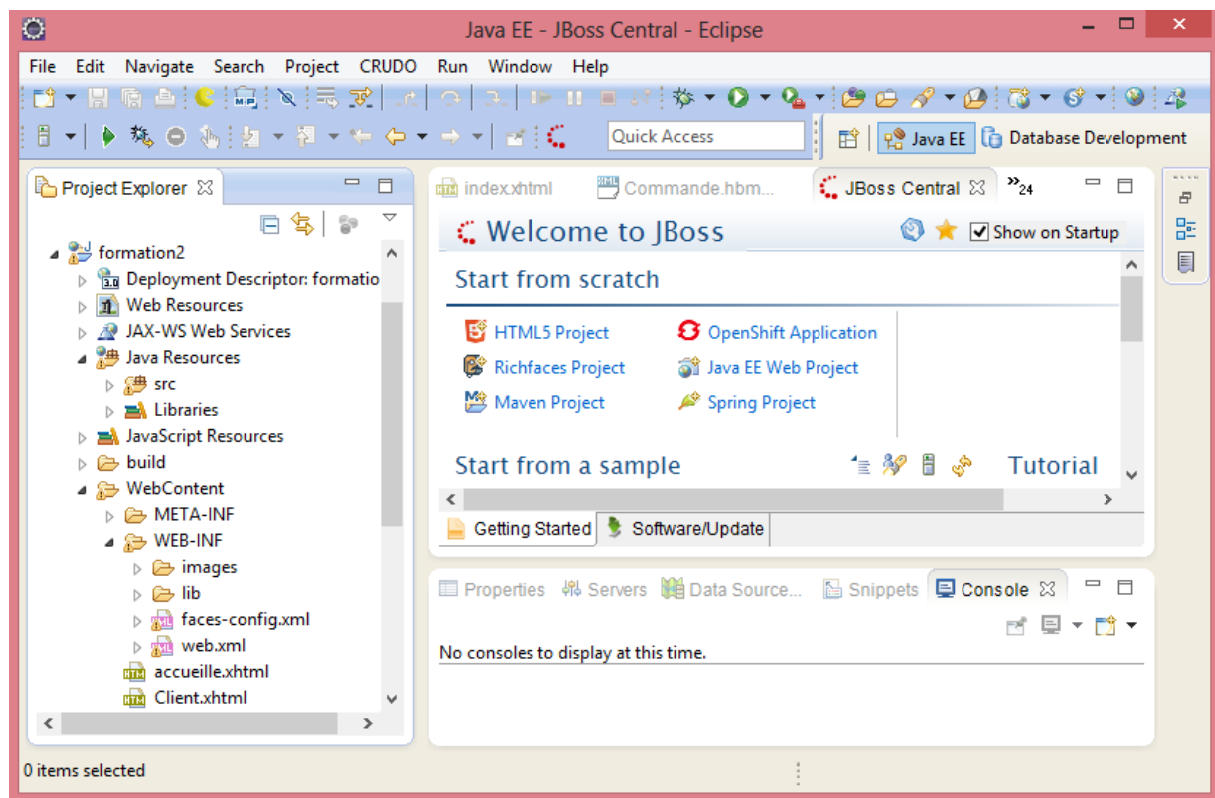 Java EE - JBoss Central - Eclipse
File Edit Navigate Search Project CRUDO Run Window Help
Quick Access
Java EE
Database Development
Project Explorer
formation2
Deployment Descriptor: formatio
Web Resources
JAX-WS Web Services
Java Resources
src
Libraries
JavaScript Resources
build
WebContent
META-INF
WEB-INF
images
lib
faces-config.xml
web.xml
accueille.xhtml
Client.xhtml
index.xhtml Commande.hbm... JBoss Central »24
Welcome to JBoss
Show on Startup
Start from scratch
HTML5 Project OpenShift Application
Richfaces Project Java EE Web Project
Maven Project Spring Project
Start from a sample Tutorial
Getting Started Software/Update
Properties Servers Data Source... Snippets Console
No consoles to display at this time.
0 items selected